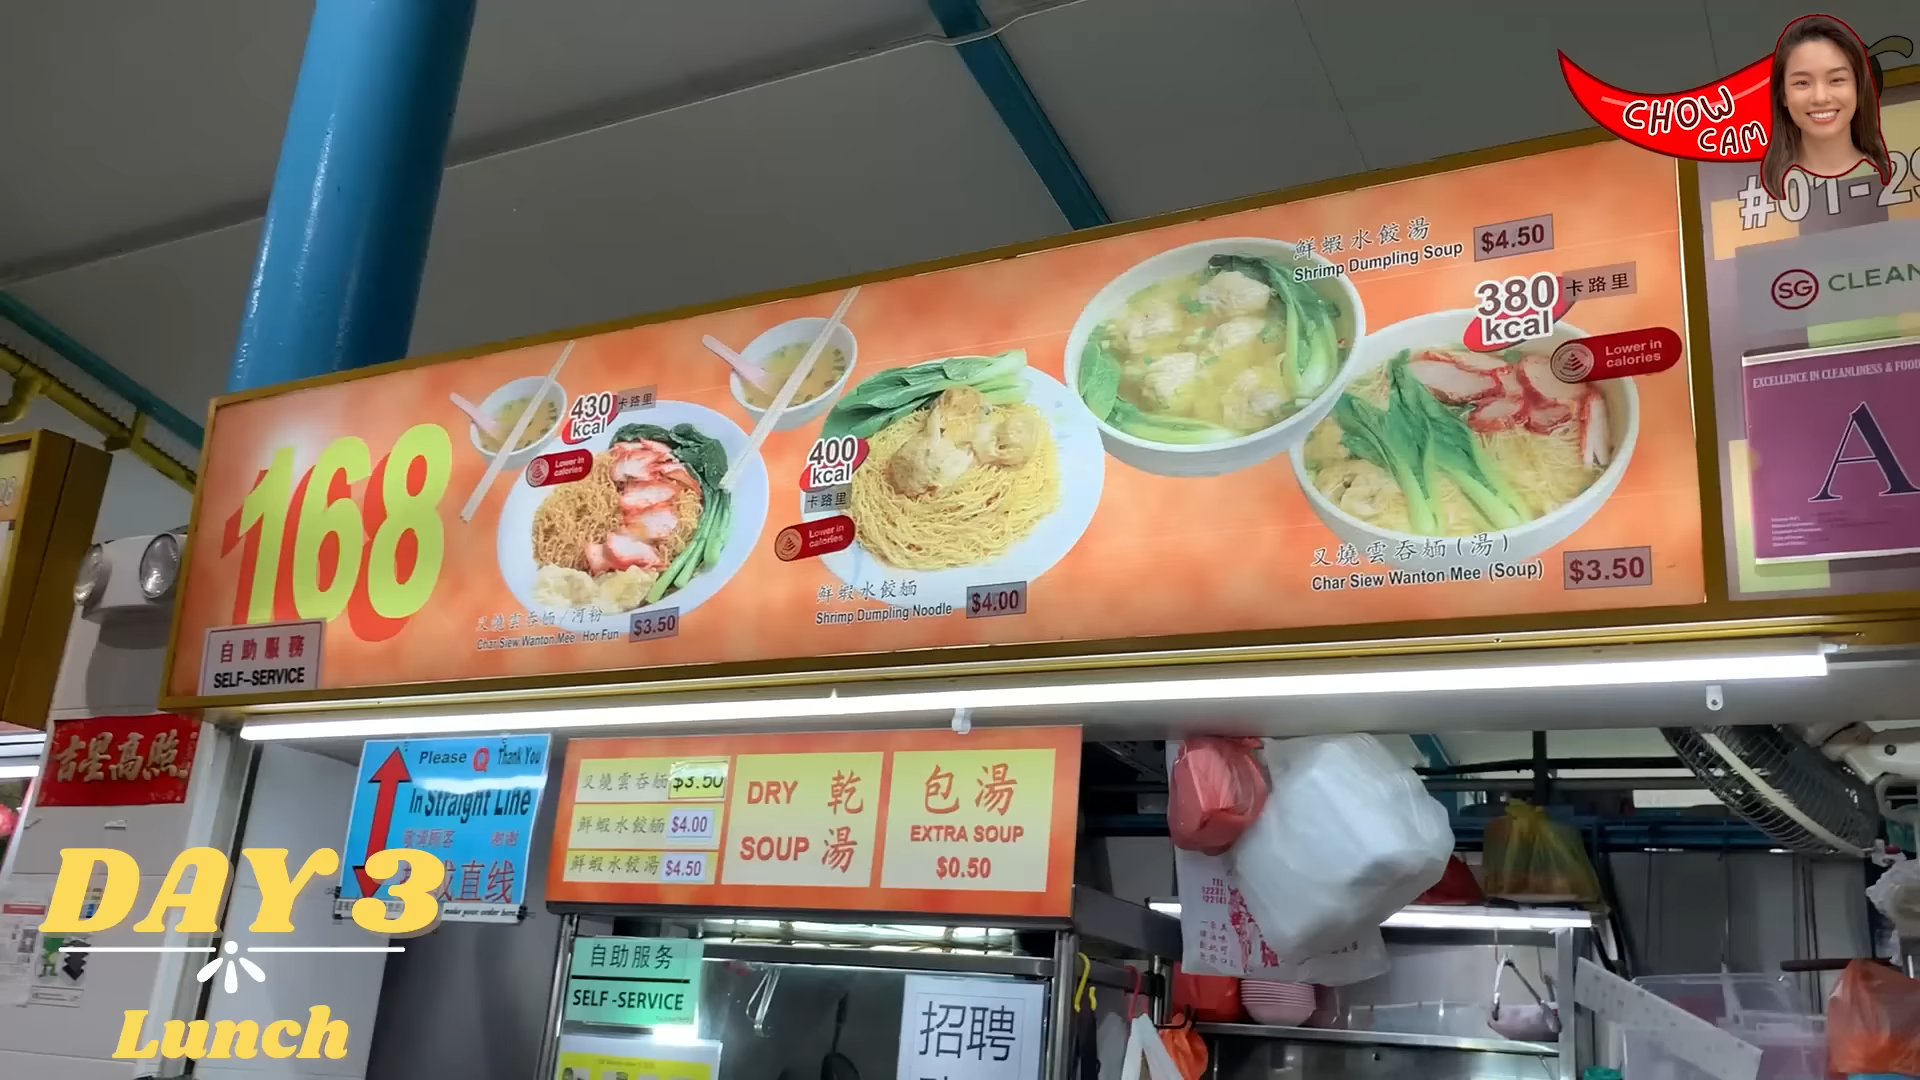 CHOW
CAM
#01-29
SG CLEAN
EXCELLENCE IN CLEANLINESS & FOOD
A
168
自助服務
SELF-SERVICE
430
kcal
卡路里
Lower in
calories
叉燒雲吞麵/河粉
Char Siew Wanton Mee Hor Fun
$3.50
400
kcal
卡路里
Lower in
calories
鮮蝦水餃麵
Shrimp Dumpling Noodle
$4.00
鮮蝦水餃湯
Shrimp Dumpling Soup
$4.50
380
kcal
卡路里
Lower in
calories
叉燒雲吞麵(湯)
Char Siew Wanton Mee (Soup)
$3.50
吉星高照
Please Q Thank You
In Straight Line
直线
make your order here
叉燒雲吞麵 $3.50
鮮蝦水餃麵 $4.00
鮮蝦水餃湯 $4.50
DRY 乾
SOUP 湯
包湯
EXTRA SOUP
$0.50
自助服务
SELF-SERVICE
招聘
DAY 3
Lunch